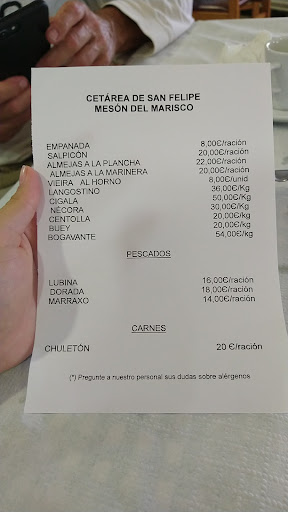 CETÁREA DE SAN FELIPE
MESÓN DEL MARISCO
EMPANADA 8,00€/ración
SALPICÓN 20,00€/ración
ALMEJAS A LA PLANCHA 22,00€/ración
ALMEJAS A LA MARINERA 20,00€/ración
VIEIRA AL HORNO 8,00€/unid
LANGOSTINO 36,00€/Kg
CIGALA 50,00€/Kg
NÉCORA 30,00€/Kg
CENTOLLA 20,00€/kg
BUEY 20,00€/kg
BOGAVANTE 54,00€/kg
PESCADOS
LUBINA 16,00€/ración
DORADA 18,00€/ración
MARRAXO 14,00€/ración
CARNES
CHULETÓN 20 €/ración
(*) Pregunte a nuestro personal sus dudas sobre alérgenos